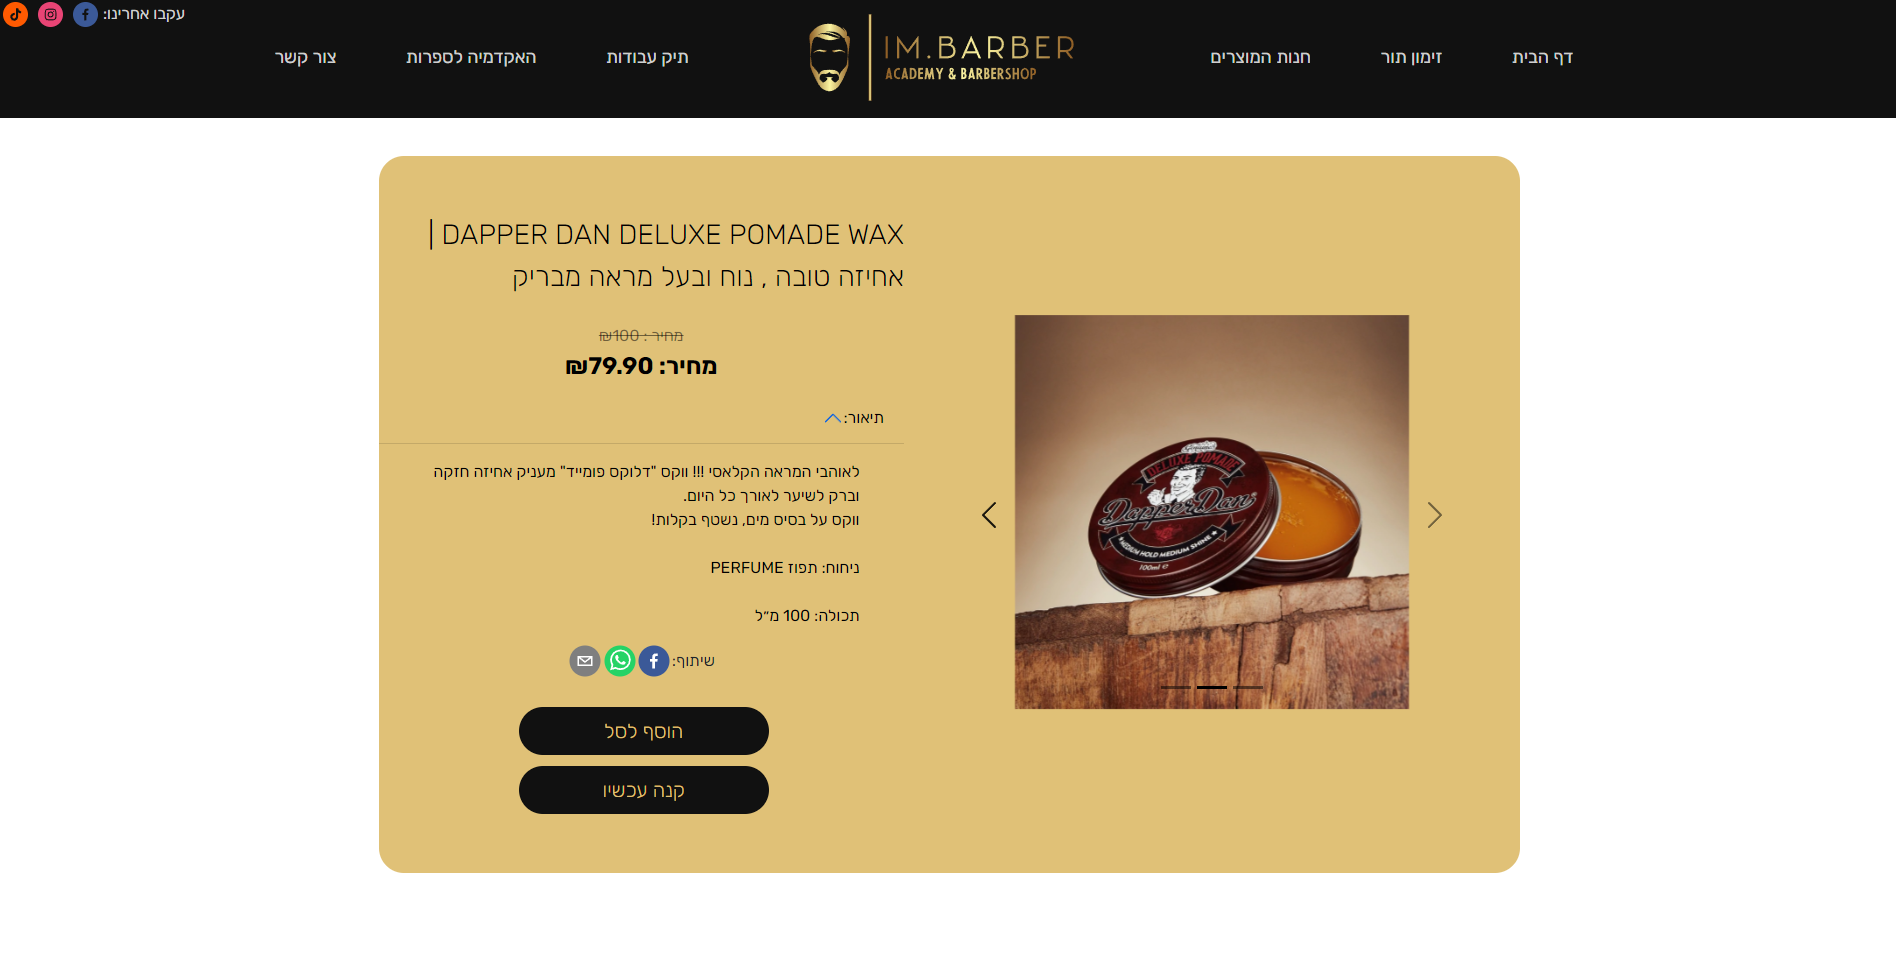 עקבו אחרינו:
דף הבית
זימון תור
חנות המוצרים
IM.BARBER
ACADEMY & BARBERSHOP
תיק עבודות
האקדמיה לספרות
צור קשר
DAPPER DAN DELUXE POMADE WAX |
אחיזה טובה , נוח ובעל מראה מבריק
מחיר : 100₪
מחיר: 79.90₪
תיאור:
לאוהבי המראה הקלאסי !!! ווקס "דלוקס פומייד" מעניק אחיזה חזקה
וברק לשיער לאורך כל היום.
ווקס על בסיס מים, נשטף בקלות!
ניחוח: תפוז PERFUME
תכולה: 100 מ״ל
שיתוף:
הוסף לסל
קנה עכשיו
DELUXE POMADE
Dapper Dan
MEDIUM HOLD MEDIUM SHINE
100ml e